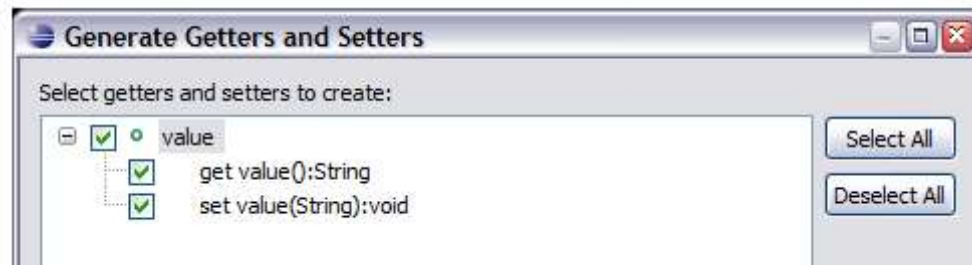 Generate Getters and Setters
Select getters and setters to create:
value
get value():String
set value(String):void
Select All
Deselect All